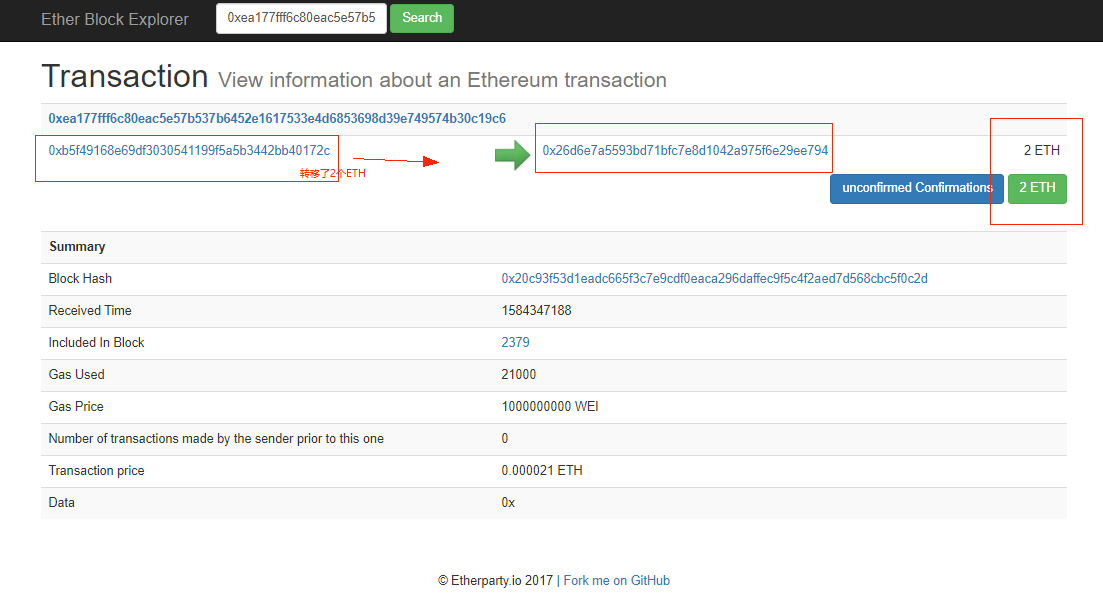 Ether Block Explorer 0xea177fff6c80eac5e57b5 Search
Transaction View information about an Ethereum transaction
0xea177fff6c80eac5e57b537b6452e1617533e4d6853698d39e749574b30c19c6
0xb5f49168e69df3030541199f5a5b3442bb40172c 0x26d6e7a5593bd71bfc7e8d1042a975f6e29ee794 2 ETH
转移了2个ETH
unconfirmed Confirmations 2 ETH
Summary
Block Hash 0x20c93f53d1eadc665f3c7e9cdf0eaca296daffec9f5c4f2aed7d568cbc5f0c2d
Received Time 1584347188
Included In Block 2379
Gas Used 21000
Gas Price 1000000000 WEI
Number of transactions made by the sender prior to this one 0
Transaction price 0.000021 ETH
Data 0x
© Etherparty.io 2017 | Fork me on GitHub